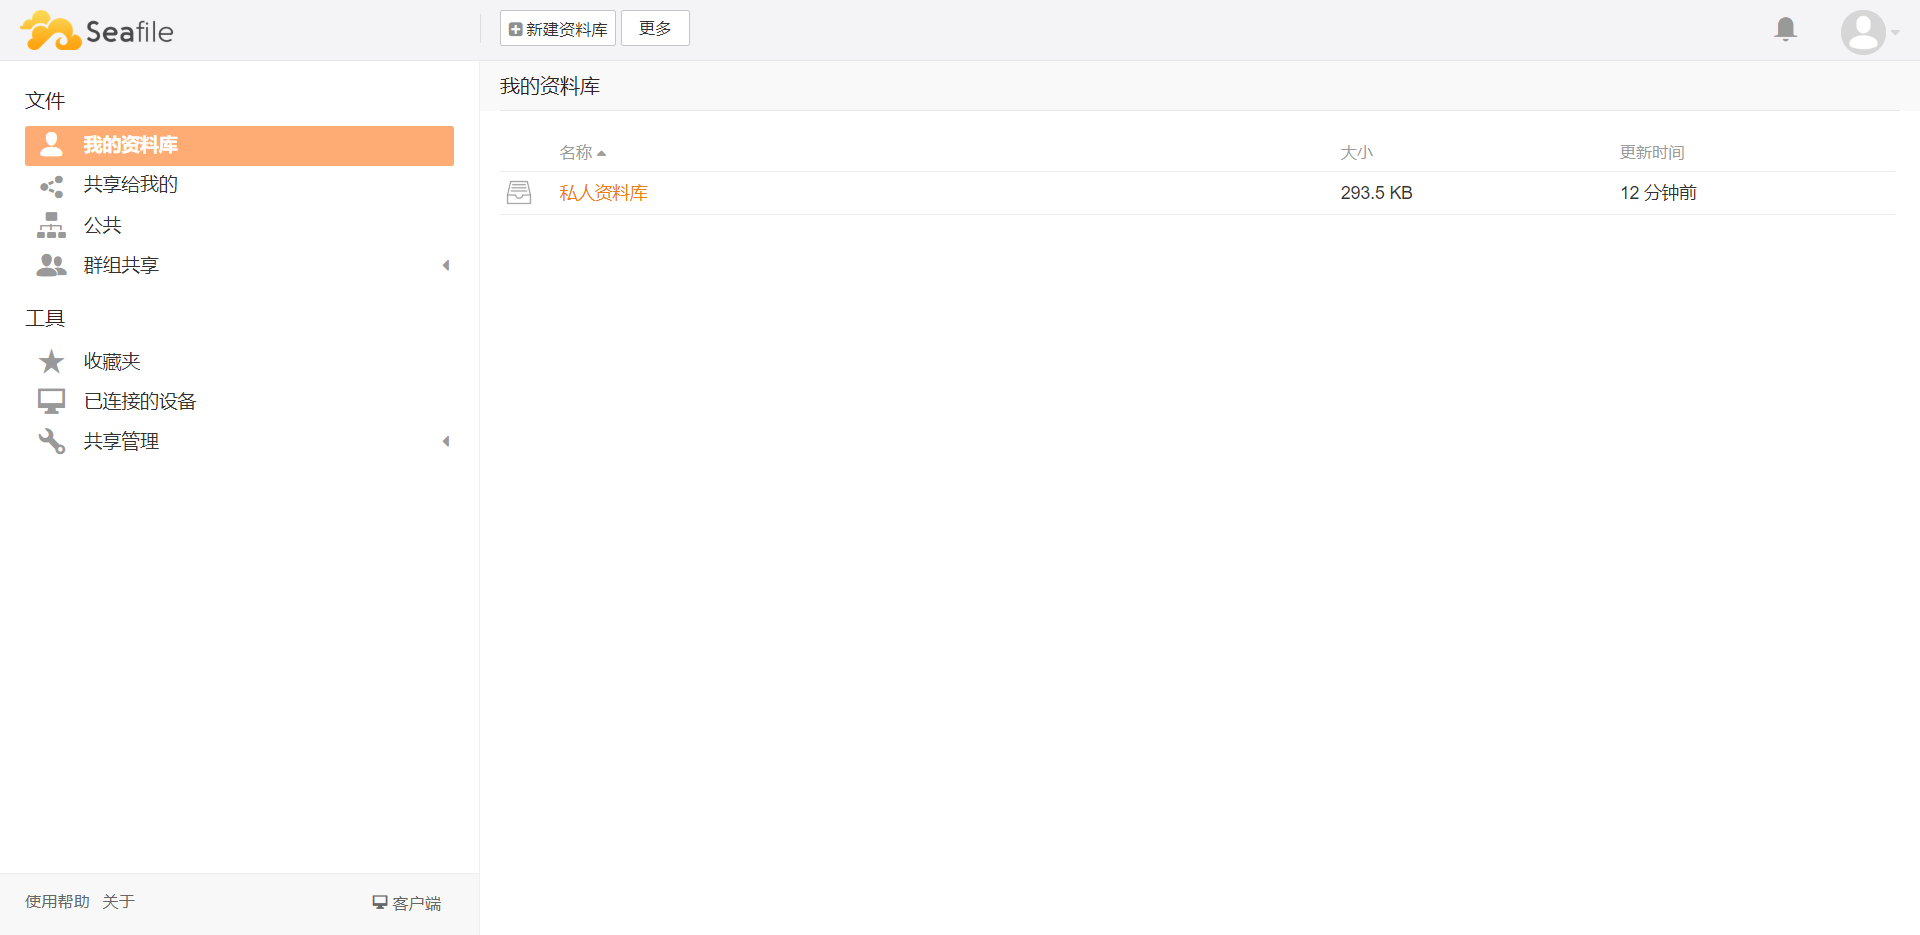 Seafile
新建资料库 更多
文件
我的资料库
共享给我的
公共
群组共享
工具
收藏夹
已连接的设备
共享管理
使用帮助 关于 客户端
我的资料库
名称 大小 更新时间
私人资料库 293.5 KB 12 分钟前